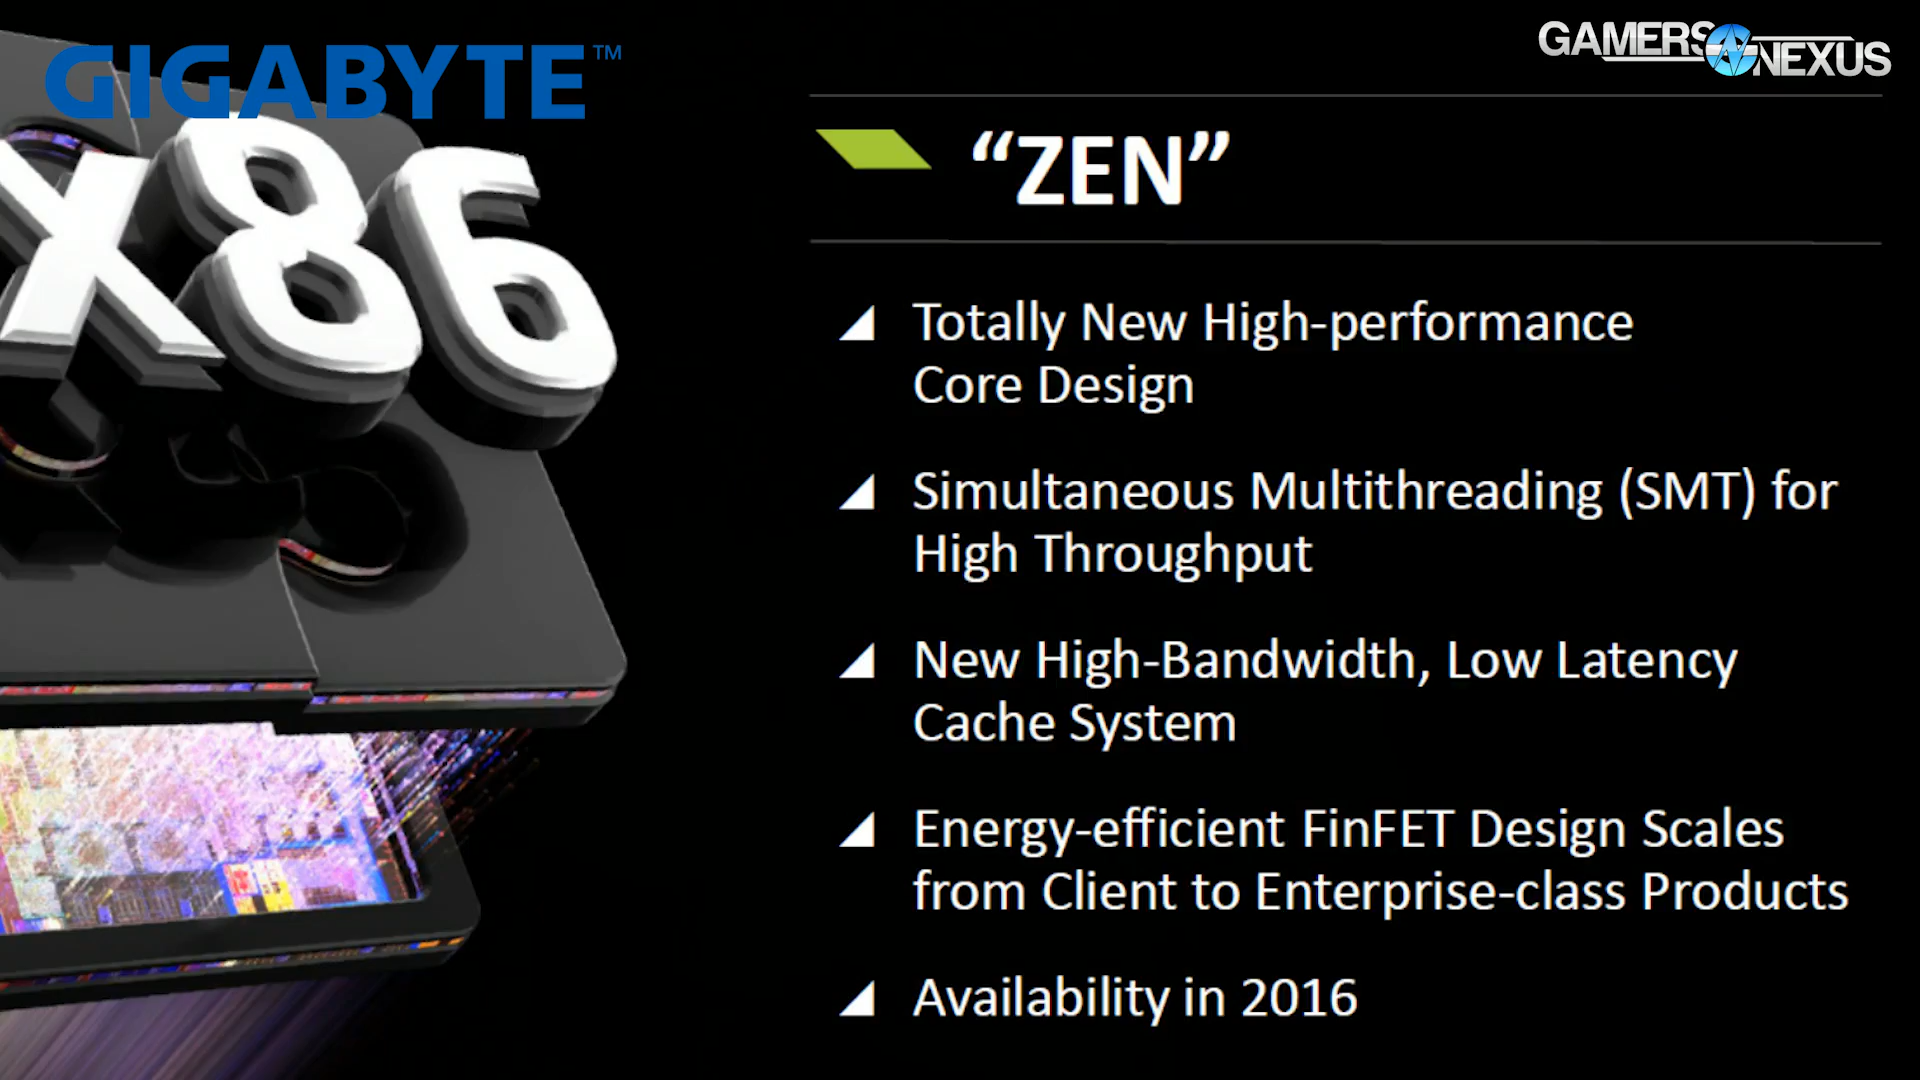 GIGABYTE™
GAMERS NEXUS
X86
“ZEN”
Totally New High-performance
Core Design
Simultaneous Multithreading (SMT) for
High Throughput
New High-Bandwidth, Low Latency
Cache System
Energy-efficient FinFET Design Scales
from Client to Enterprise-class Products
Availability in 2016